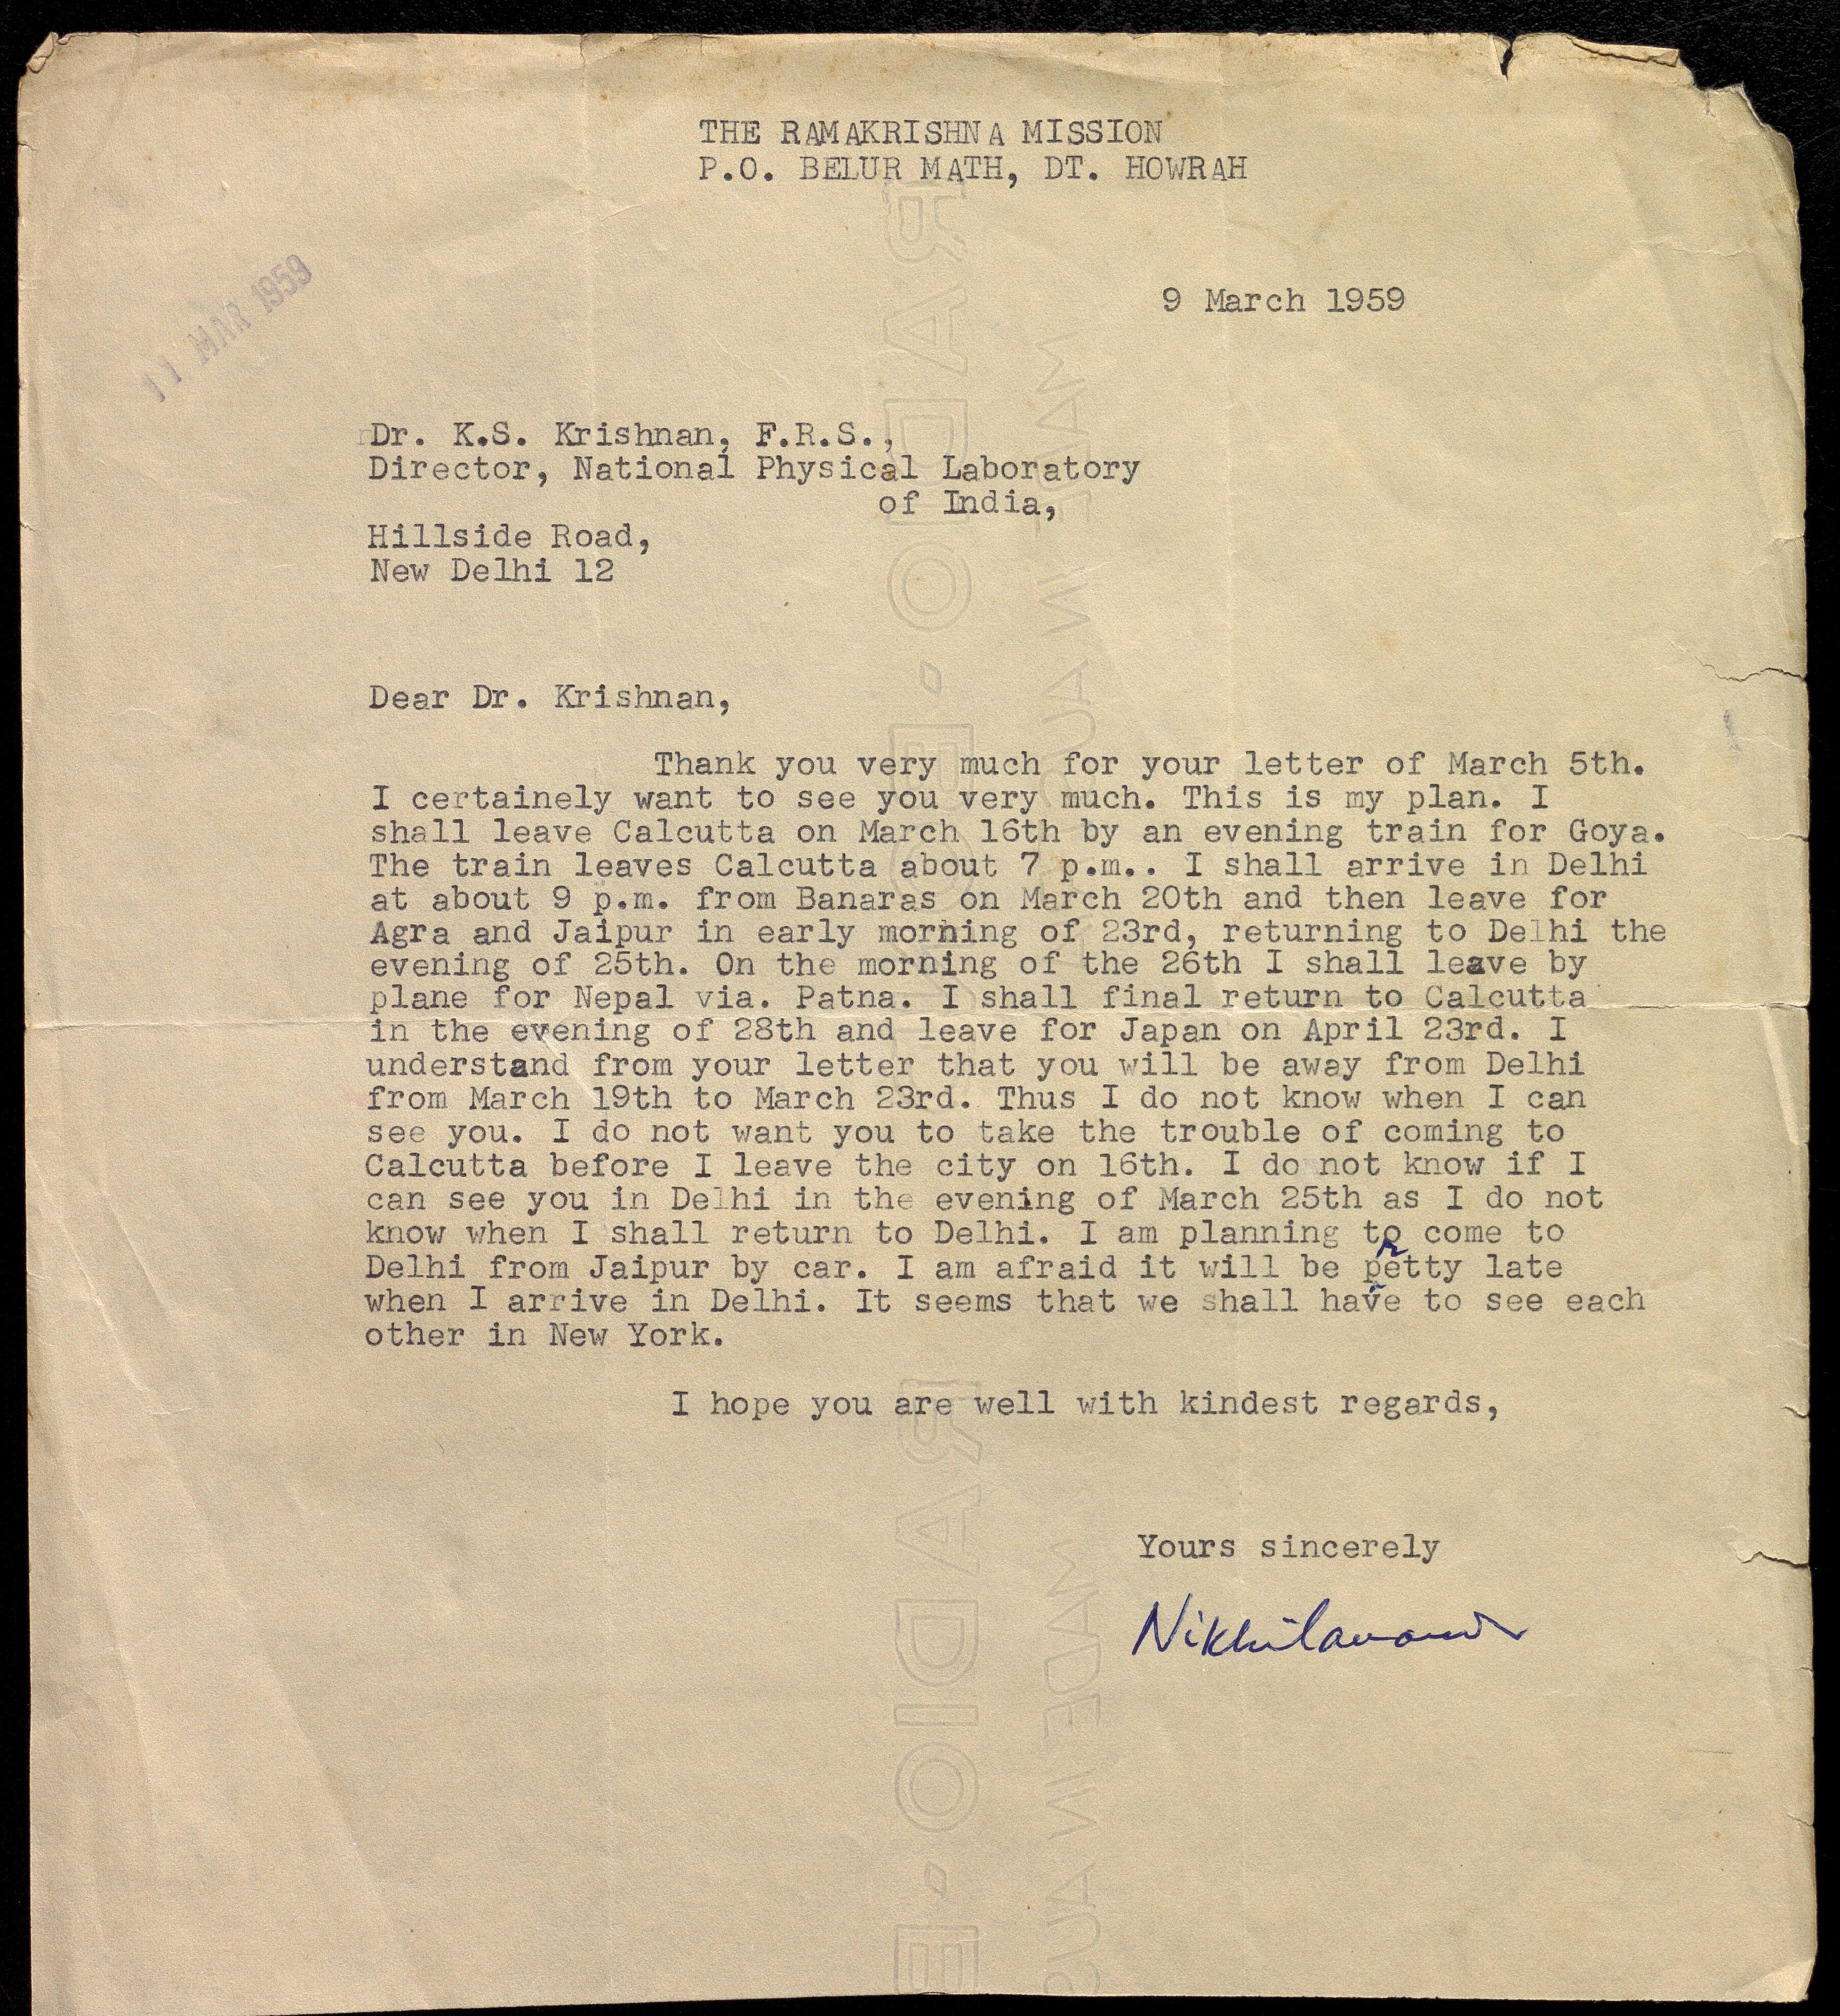 THE RAMAKRISHNA MISSION
P.O. BELUR MATH, DT. HOWRAH
11 MAR 1959
9 March 1959
Dr. K.S. Krishnan, F.R.S.,
Director, National Physical Laboratory
of India,
Hillside Road,
New Delhi 12
Dear Dr. Krishnan,
Thank you very much for your letter of March 5th.
I certainely want to see you very much. This is my plan. I
shall leave Calcutta on March 16th by an evening train for Goya.
The train leaves Calcutta about 7 p.m.. I shall arrive in Delhi
at about 9 p.m. from Banaras on March 20th and then leave for
Agra and Jaipur in early morning of 23rd, returning to Delhi the
evening of 25th. On the morning of the 26th I shall leave by
plane for Nepal via. Patna. I shall final return to Calcutta
in the evening of 28th and leave for Japan on April 23rd. I
understand from your letter that you will be away from Delhi
from March 19th to March 23rd. Thus I do not know when I can
see you. I do not want you to take the trouble of coming to
Calcutta before I leave the city on 16th. I do not know if I
can see you in Delhi in the evening of March 25th as I do not
know when I shall return to Delhi. I am planning to come to
Delhi from Jaipur by car. I am afraid it will be pretty late
when I arrive in Delhi. It seems that we shall have to see each
other in New York.
I hope you are well with kindest regards,
Yours sincerely
Nikhilananda